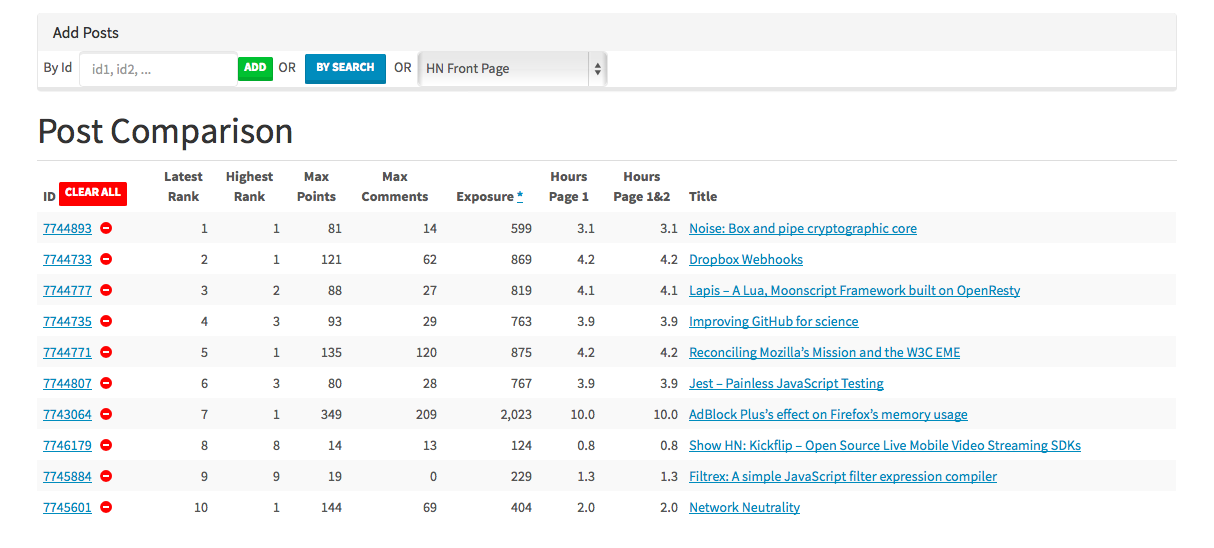 Add Posts
By Id id1, id2, ... ADD OR BY SEARCH OR HN Front Page
Post Comparison
ID CLEAR ALL Latest Rank Highest Rank Max Points Max Comments Exposure * Hours Page 1 Hours Page 1&2 Title
7744893 1 1 81 14 599 3.1 3.1 Noise: Box and pipe cryptographic core
7744733 2 1 121 62 869 4.2 4.2 Dropbox Webhooks
7744777 3 2 88 27 819 4.1 4.1 Lapis – A Lua, Moonscript Framework built on OpenResty
7744735 4 3 93 29 763 3.9 3.9 Improving GitHub for science
7744771 5 1 135 120 875 4.2 4.2 Reconciling Mozilla’s Mission and the W3C EME
7744807 6 3 80 28 767 3.9 3.9 Jest – Painless JavaScript Testing
7743064 7 1 349 209 2,023 10.0 10.0 AdBlock Plus’s effect on Firefox’s memory usage
7746179 8 8 14 13 124 0.8 0.8 Show HN: Kickflip – Open Source Live Mobile Video Streaming SDKs
7745884 9 9 19 0 229 1.3 1.3 Filtrex: A simple JavaScript filter expression compiler
7745601 10 1 144 69 404 2.0 2.0 Network Neutrality